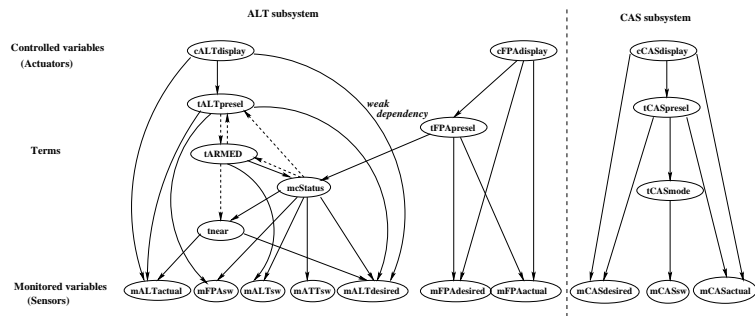 ALT subsystem
CAS subsystem
Controlled variables
(Actuators)
cALTdisplay
cFPAdisplay
cCASdisplay
tALTpresel
weak
dependency
tCASpresel
tFPApresel
Terms
tARMED
mcStatus
tCASmode
tnear
Monitored variables
(Sensors)
mALTactual
mFPAsw
mALTsw
mATTsw
mALTdesired
mFPAdesired
mFPAactual
mCASdesired
mCASsw
mCASactual